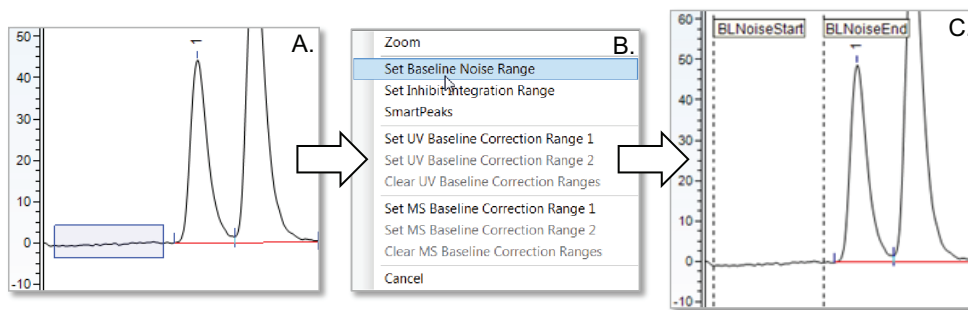 A.
50
40
30
20
10
0
-10
1
B.
Zoom
Set Baseline Noise Range
Set Inhibit Integration Range
SmartPeaks
Set UV Baseline Correction Range 1
Set UV Baseline Correction Range 2
Clear UV Baseline Correction Ranges
Set MS Baseline Correction Range 1
Set MS Baseline Correction Range 2
Clear MS Baseline Correction Ranges
Cancel
C.
60
50
40
30
20
10
0
-10
BLNoiseStart
BLNoiseEnd
1